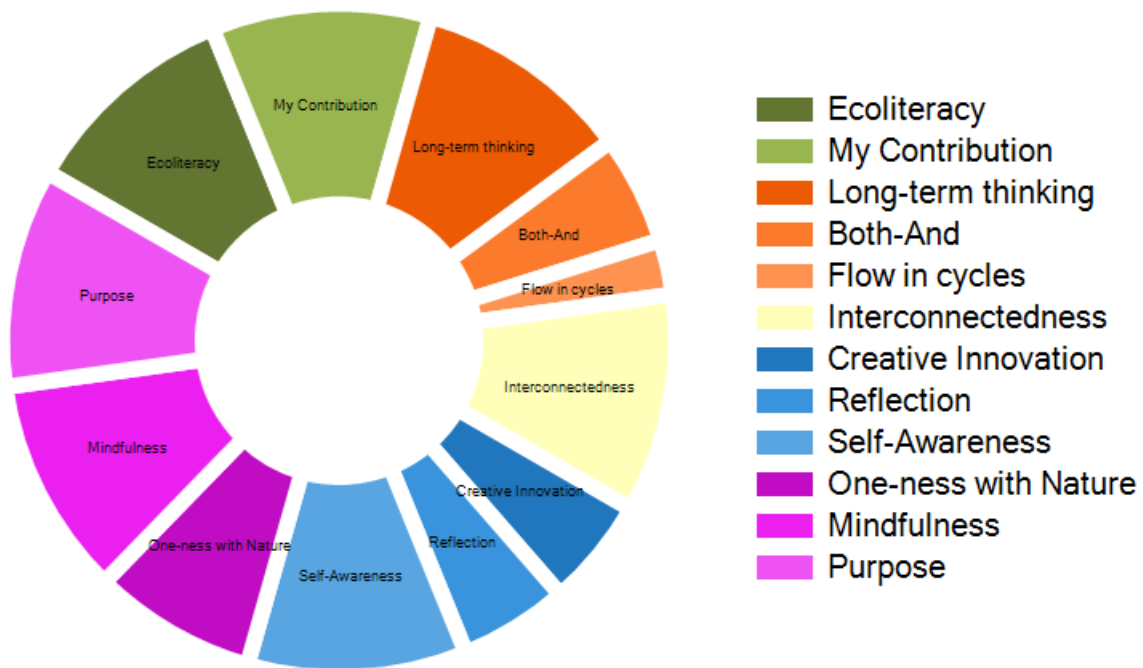 My Contribution
Long-term thinking
Ecoliteracy
Both-And
Flow in cycles
Purpose
Interconnectedness
Mindfulness
Creative Innovation
Reflection
One-ness with Nature
Self-Awareness
Ecoliteracy
My Contribution
Long-term thinking
Both-And
Flow in cycles
Interconnectedness
Creative Innovation
Reflection
Self-Awareness
One-ness with Nature
Mindfulness
Purpose